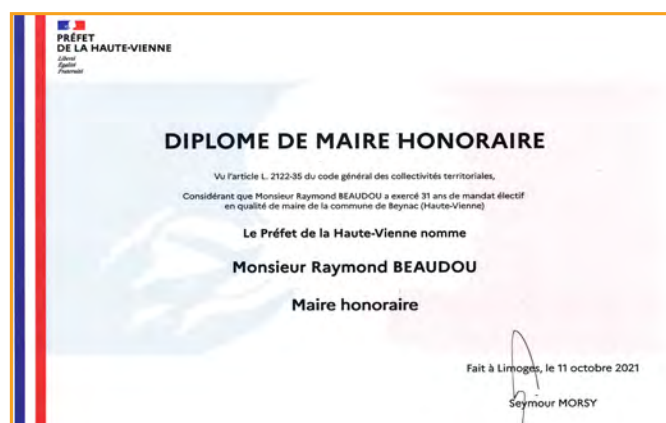 PRÉFET
DE LA HAUTE-VIENNE
Liberté
Égalité
Fraternité
DIPLOME DE MAIRE HONORAIRE
Vu l'article L. 2122-35 du code général des collectivités territoriales,
Considérant que Monsieur Raymond BEAUDOU a exercé 31 ans de mandat électif
en qualité de maire de la commune de Beynac (Haute-Vienne)
Le Préfet de la Haute-Vienne nomme
Monsieur Raymond BEAUDOU
Maire honoraire
Fait à Limoges, le 11 octobre 2021
Seymour MORSY